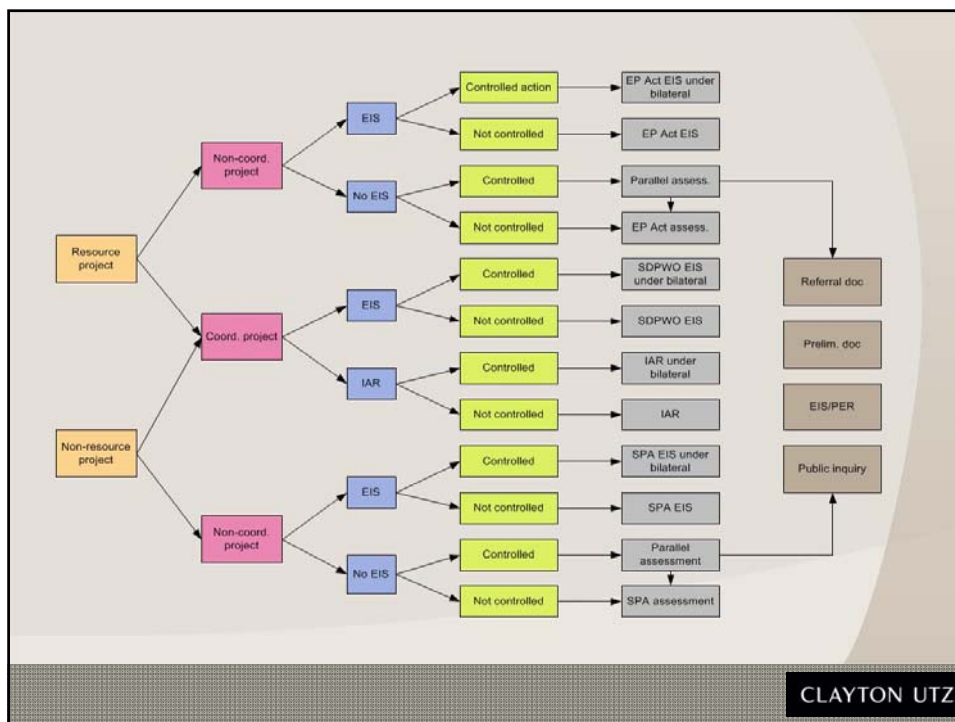 Resource
project
Non-resource
project
Non-coord.
project
Coord. project
Non-coord.
project
EIS
No EIS
EIS
IAR
EIS
No EIS
Controlled action
Not controlled
Controlled
Not controlled
Controlled
Not controlled
Controlled
Not controlled
Controlled
Not controlled
Controlled
Not controlled
EP Act EIS under
bilateral
EP Act EIS
Parallel assess.
EP Act assess.
SDPWO EIS
under bilateral
SDPWO EIS
IAR under
bilateral
IAR
SPA EIS under
bilateral
SPA EIS
Parallel
assessment
SPA assessment
Referral doc
Prelim. doc
EIS/PER
Public inquiry
CLAYTON UTZ